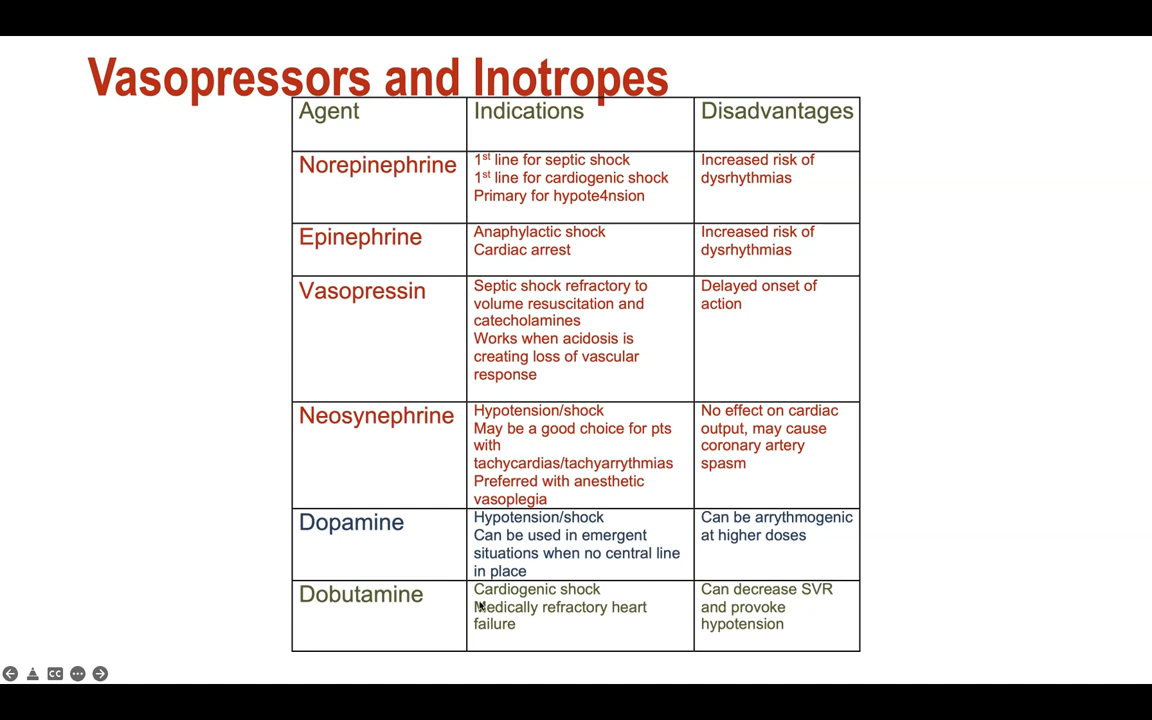 Vasopressors and Inotropes
Agent
Indications
Disadvantages
Norepinephrine
1st line for septic shock
1st line for cardiogenic shock
Primary for hypote4nsion
Increased risk of
dysrhythmias
Epinephrine
Anaphylactic shock
Cardiac arrest
Increased risk of
dysrhythmias
Vasopressin
Septic shock refractory to
volume resuscitation and
catecholamines
Works when acidosis is
creating loss of vascular
response
Delayed onset of
action
Neosynephrine
Hypotension/shock
May be a good choice for pts
with
tachycardias/tachyarrythmias
Preferred with anesthetic
vasoplegia
No effect on cardiac
output, may cause
coronary artery
spasm
Dopamine
Hypotension/shock
Can be used in emergent
situations when no central line
in place
Can be arrythmogenic
at higher doses
Dobutamine
Cardiogenic shock
Medically refractory heart
failure
Can decrease SVR
and provoke
hypotension
CC